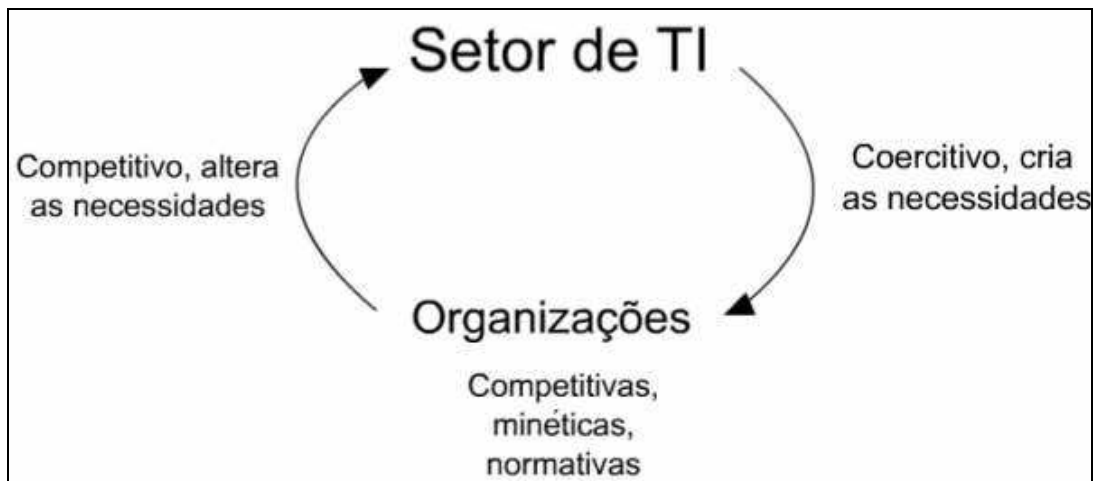 Setor de TI
Competitivo, altera
as necessidades
Coercitivo, cria
as necessidades
Organizações
Competitivas,
minéticas,
normativas